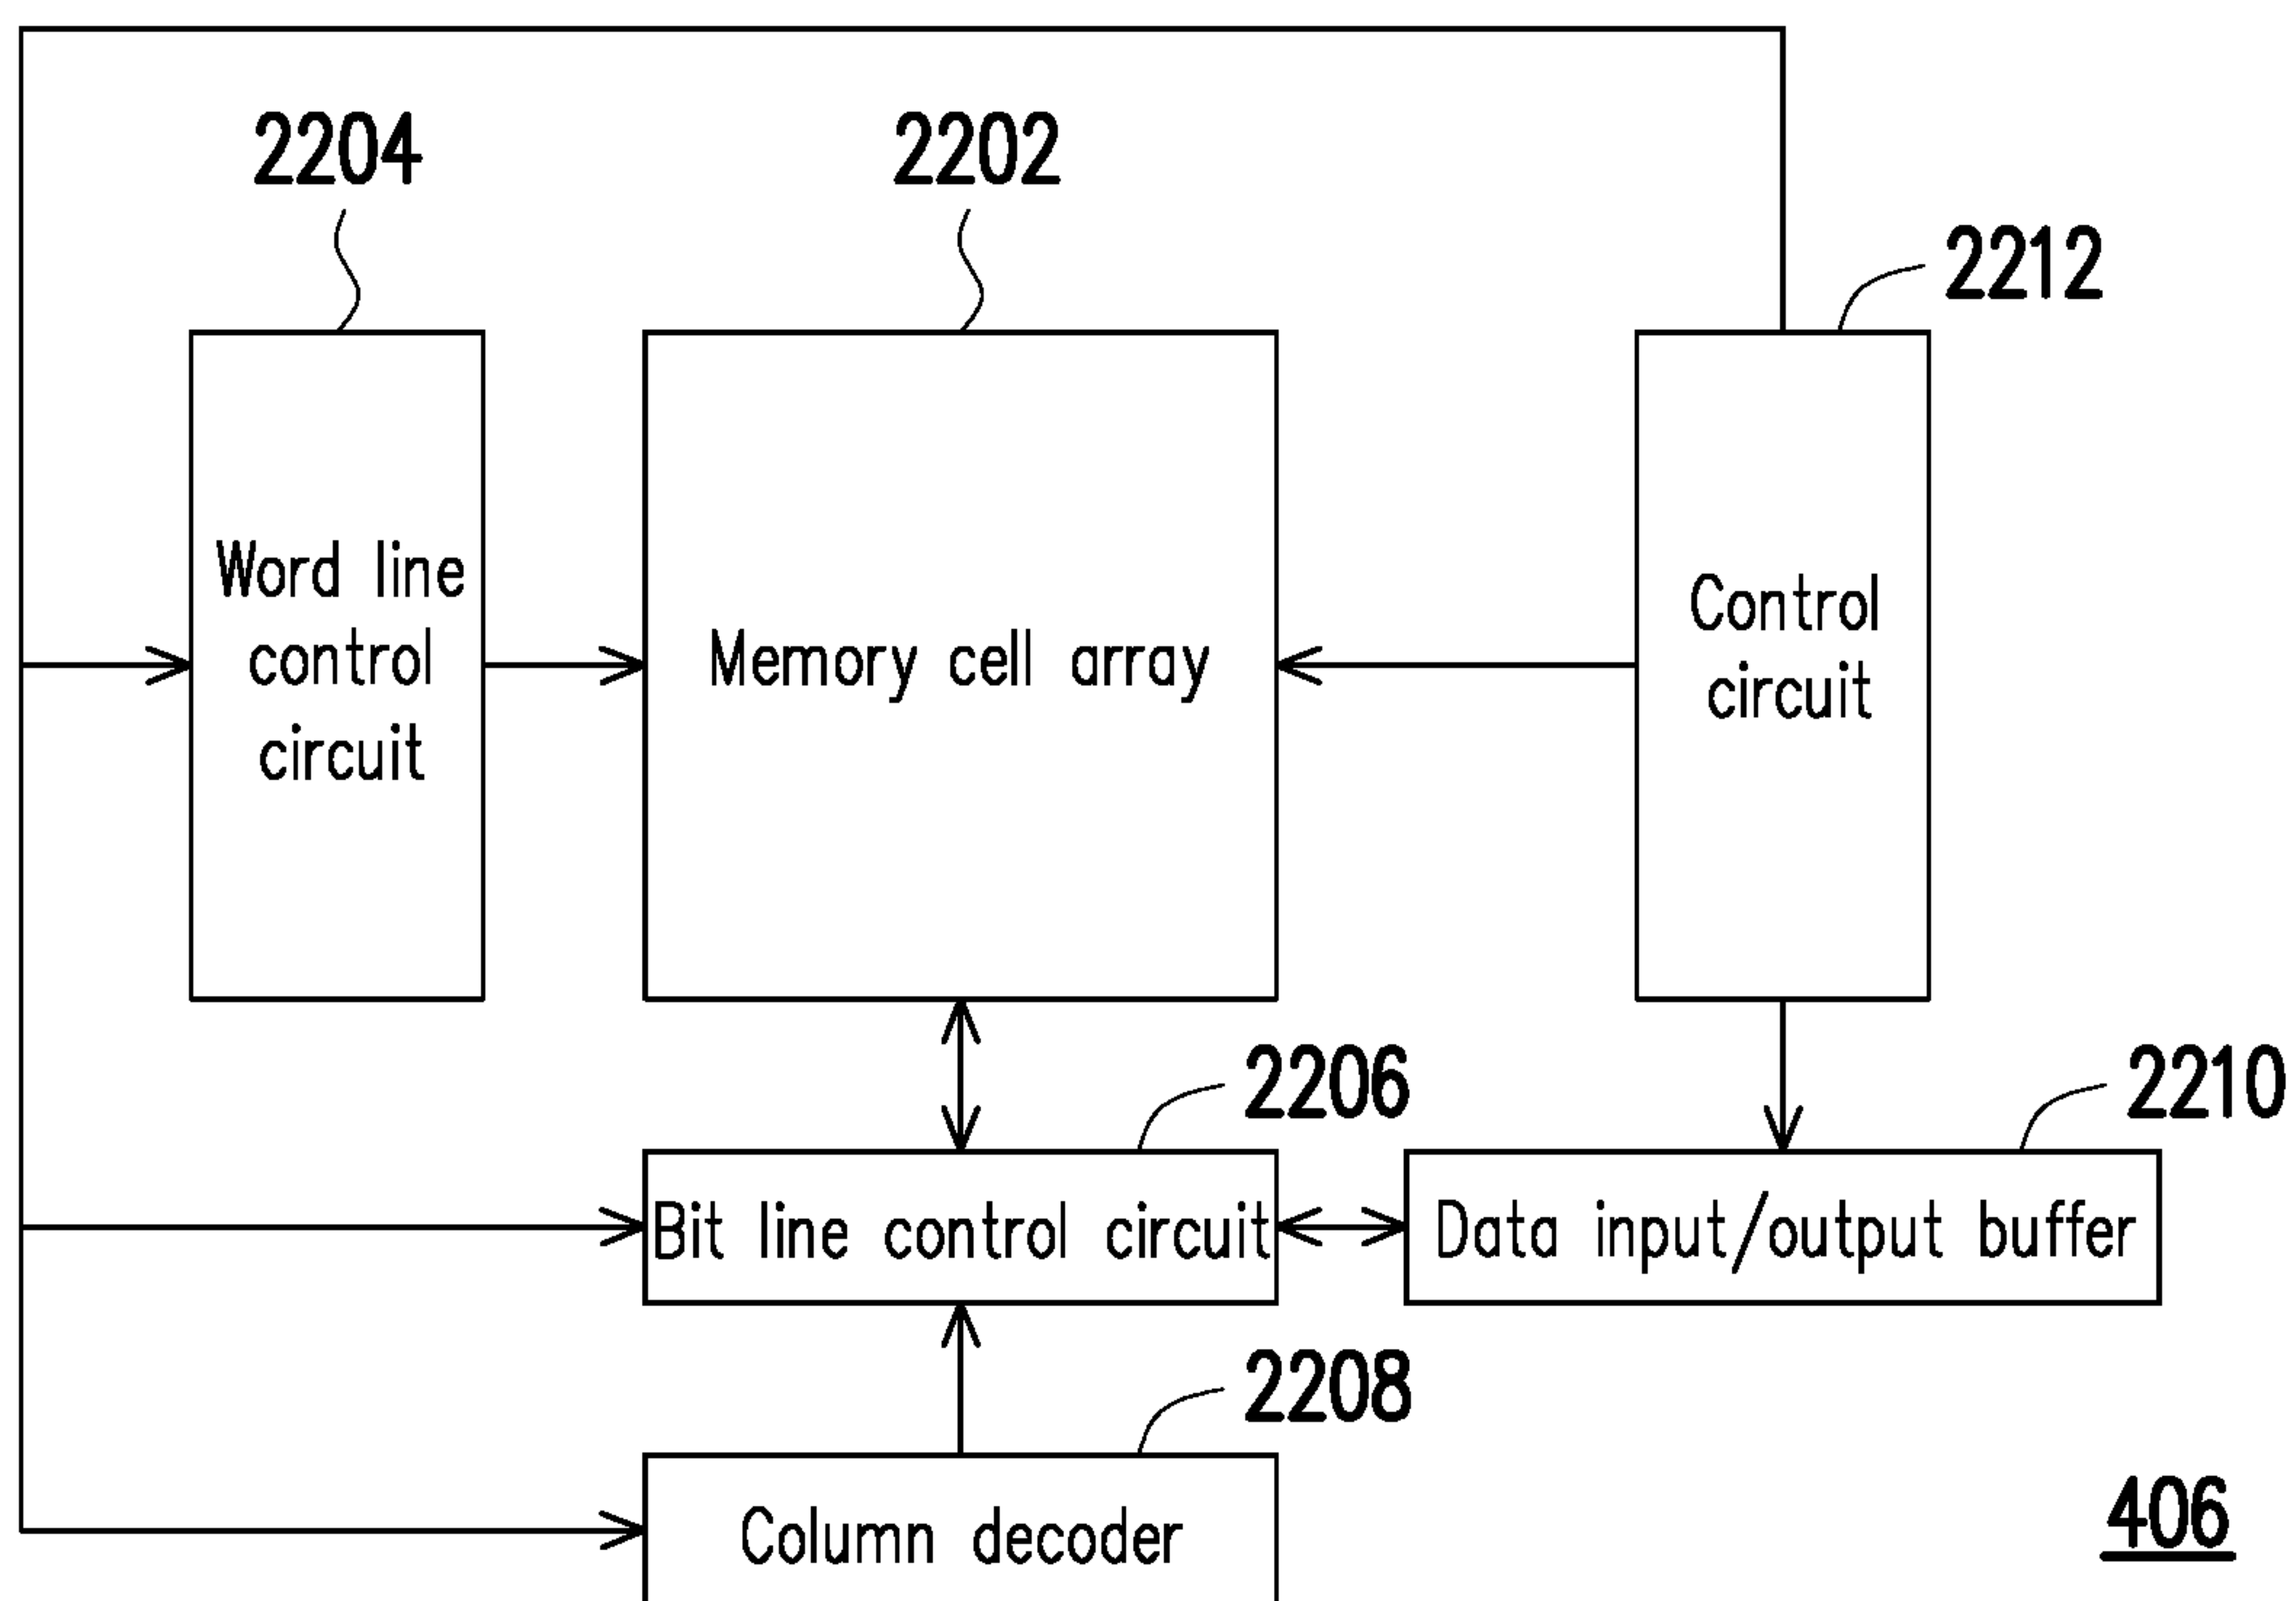 2204
2202
2212
Word line
control
circuit
Memory cell array
Control
circuit
2206
2210
Bit line control circuit
Data input/output buffer
2208
Column decoder
406